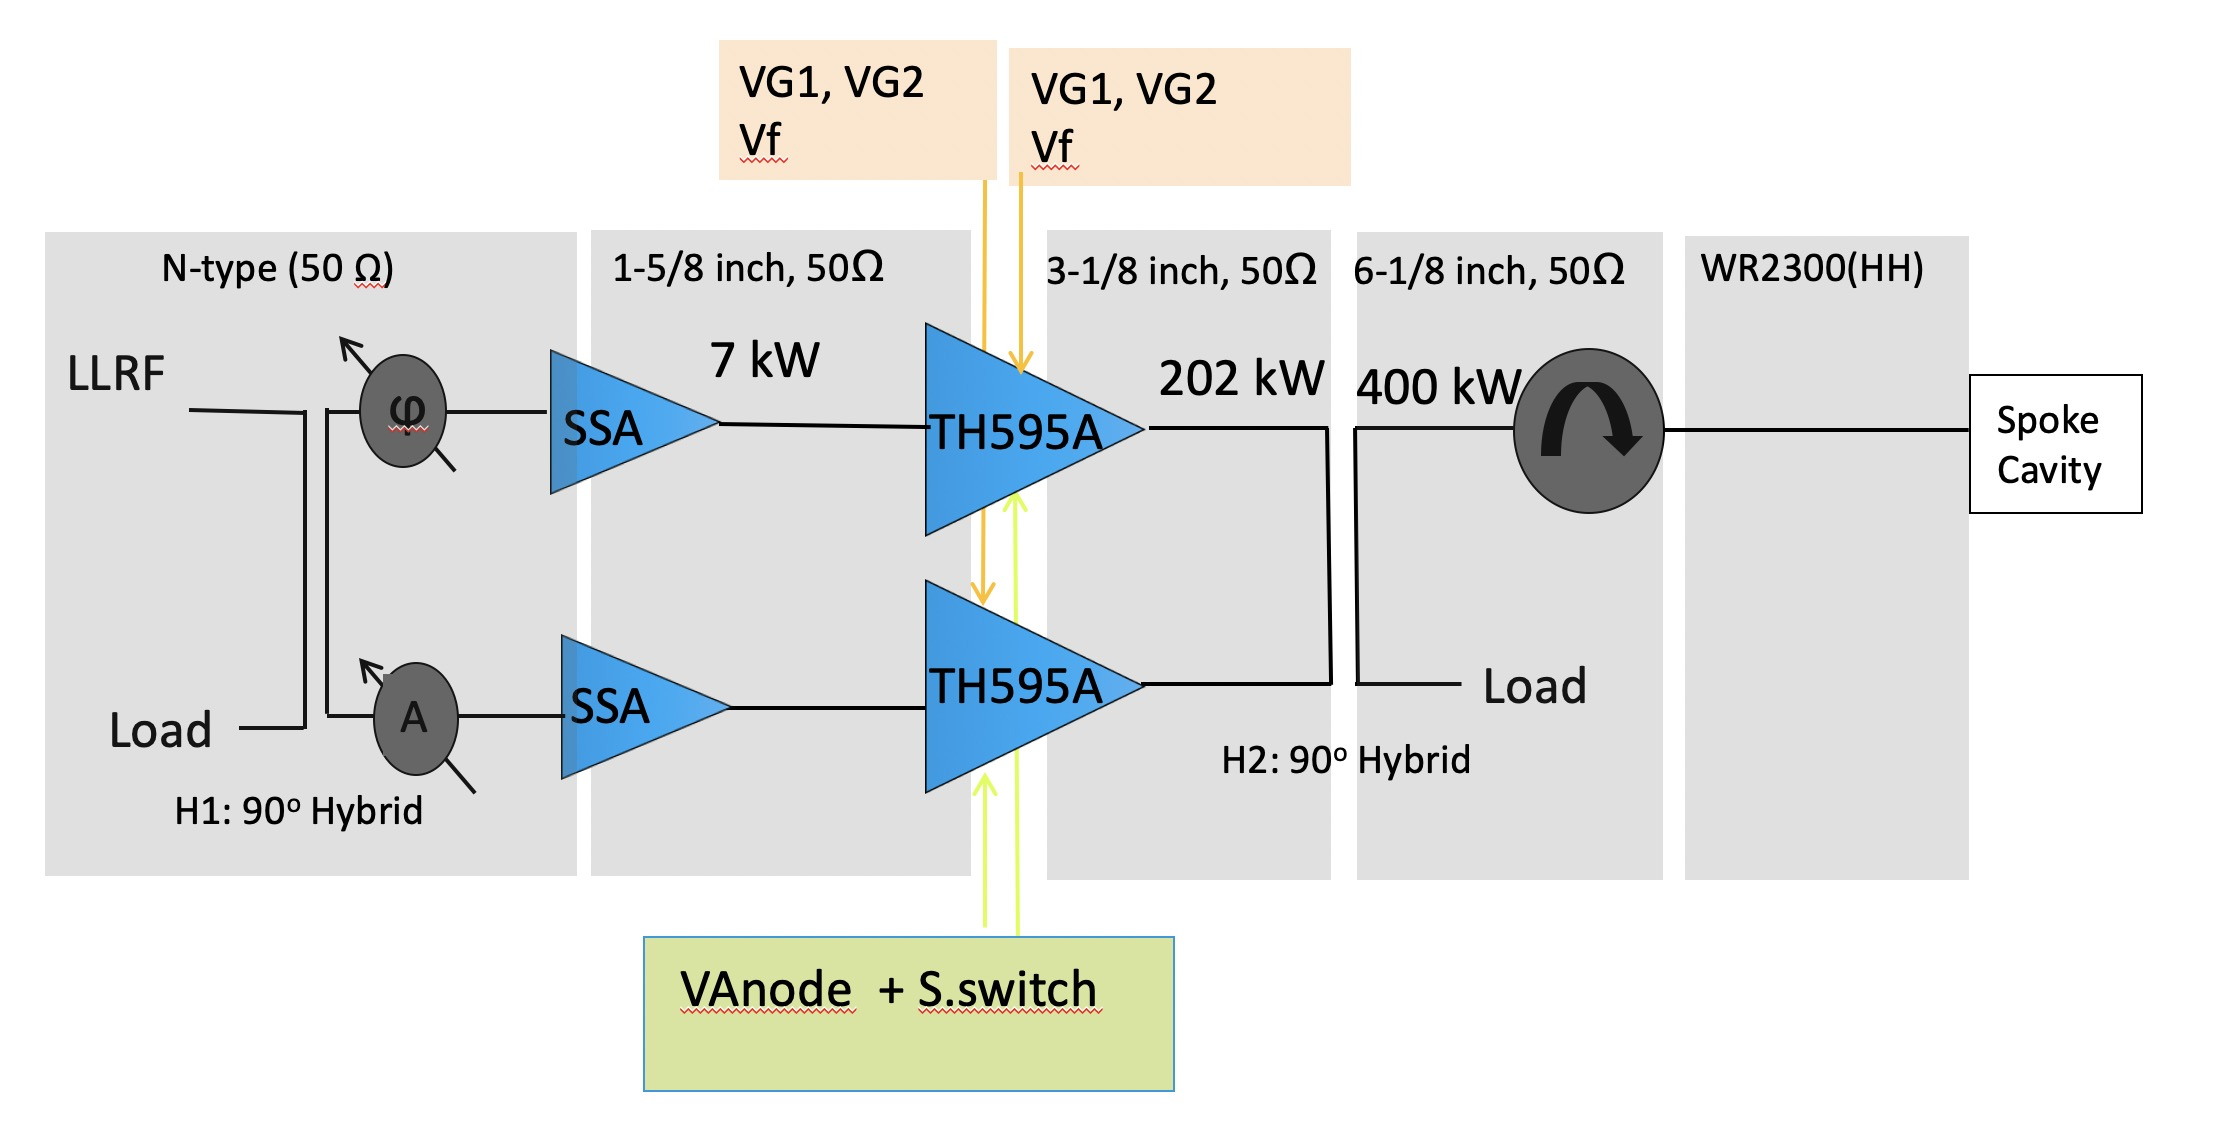 VG1, VG2
Vf
VG1, VG2
Vf
N-type (50 Ω)
1-5/8 inch, 50Ω
3-1/8 inch, 50Ω
6-1/8 inch, 50Ω
WR2300(HH)
LLRF
φ
SSA
7 kW
TH595A
202 kW
400 kW
Spoke
Cavity
Load
A
SSA
TH595A
Load
H1: 90º Hybrid
H2: 90º Hybrid
VAnode + S.switch